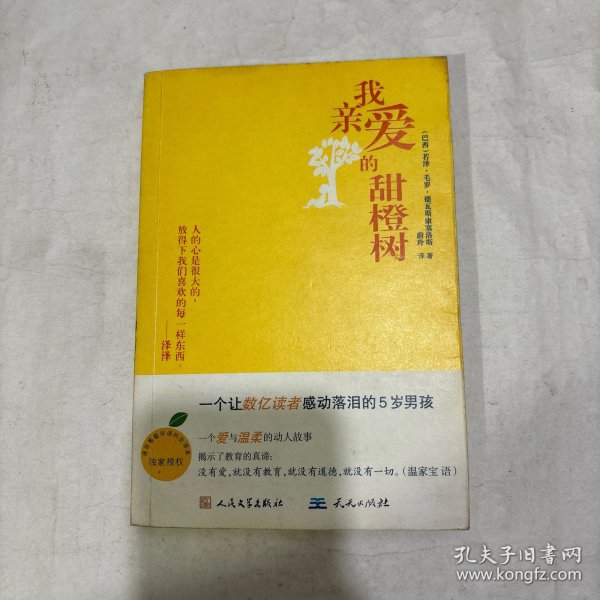 我亲爱的甜橙树
（巴西）若泽·毛罗·德瓦斯康塞洛斯 著
蔚玲 译
人的心是很大的，
放得下我们喜欢的每一样东西。
——泽泽
一个让数亿读者感动落泪的5岁男孩
一个爱与温柔的动人故事
揭示了教育的真谛：
没有爱，就没有教育，就没有道德，就没有一切。（温家宝 语）
独家授权
人民文学出版社
天天出版社
孔夫子旧书网
www.kongfz.com